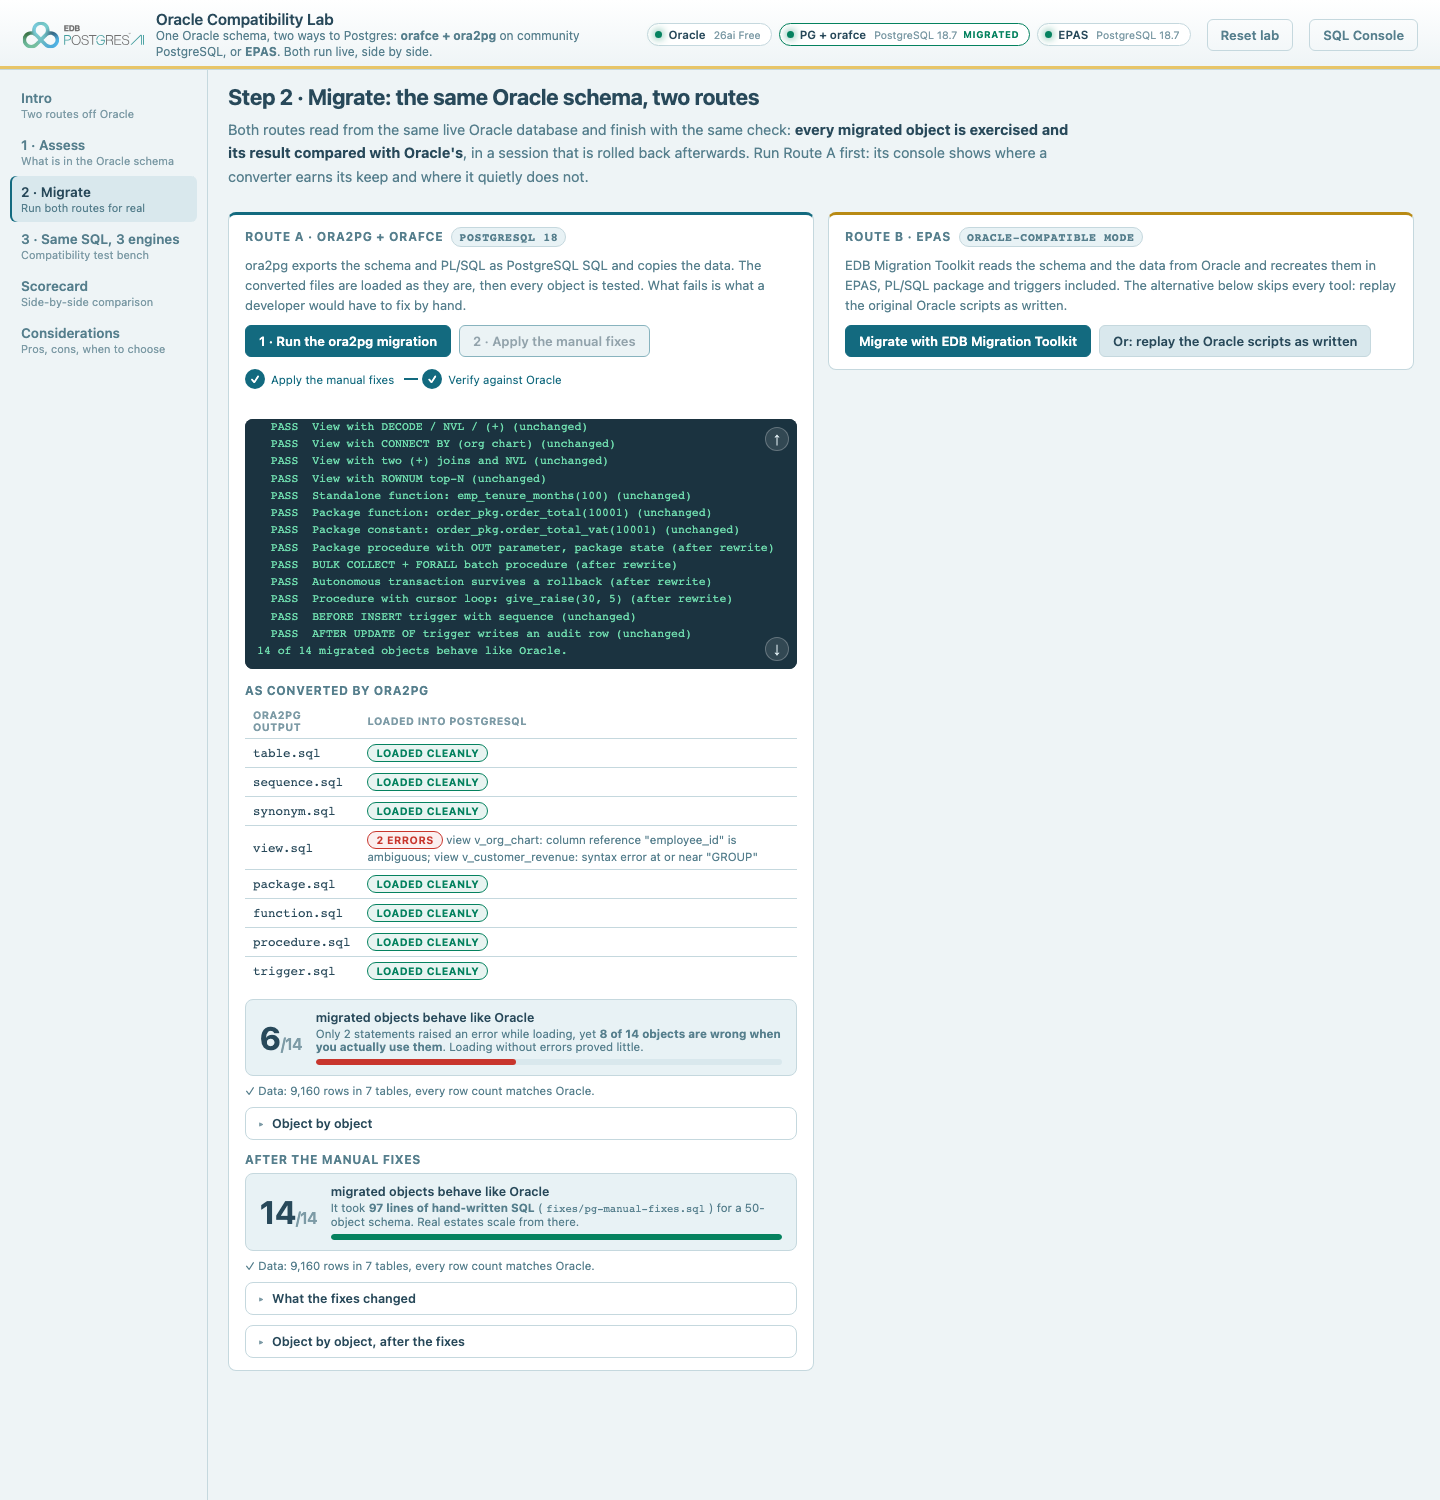 EDB
POSTGRES/AI
Oracle Compatibility Lab
One Oracle schema, two ways to Postgres: orafce + ora2pg on community
PostgreSQL, or EPAS. Both run live, side by side.
Oracle 26ai Free
PG + orafce PostgreSQL 18.7 MIGRATED
EPAS PostgreSQL 18.7
Reset lab
SQL Console
Intro
Two routes off Oracle
1 · Assess
What is in the Oracle schema
2 · Migrate
Run both routes for real
3 · Same SQL, 3 engines
Compatibility test bench
Scorecard
Side-by-side comparison
Considerations
Pros, cons, when to choose
Step 2 · Migrate: the same Oracle schema, two routes
Both routes read from the same live Oracle database and finish with the same check: every migrated object is exercised and
its result compared with Oracle's, in a session that is rolled back afterwards. Run Route A first: its console shows where a
converter earns its keep and where it quietly does not.
ROUTE A · ORA2PG + ORAFCE POSTGRESQL 18
ora2pg exports the schema and PL/SQL as PostgreSQL SQL and copies the data. The
converted files are loaded as they are, then every object is tested. What fails is what a
developer would have to fix by hand.
1 · Run the ora2pg migration
2 · Apply the manual fixes
Apply the manual fixes
Verify against Oracle
PASS View with DECODE / NVL / (+) (unchanged)
PASS View with CONNECT BY (org chart) (unchanged)
PASS View with two (+) joins and NVL (unchanged)
PASS View with ROWNUM top-N (unchanged)
PASS Standalone function: emp_tenure_months(100) (unchanged)
PASS Package function: order_pkg.order_total(10001) (unchanged)
PASS Package constant: order_pkg.order_total_vat(10001) (unchanged)
PASS Package procedure with OUT parameter, package state (after rewrite)
PASS BULK COLLECT + FORALL batch procedure (after rewrite)
PASS Autonomous transaction survives a rollback (after rewrite)
PASS Procedure with cursor loop: give_raise(30, 5) (after rewrite)
PASS BEFORE INSERT trigger with sequence (unchanged)
PASS AFTER UPDATE OF trigger writes an audit row (unchanged)
14 of 14 migrated objects behave like Oracle.
↑
↓
AS CONVERTED BY ORA2PG
ORA2PG OUTPUT LOADED INTO POSTGRESQL
table.sql LOADED CLEANLY
sequence.sql LOADED CLEANLY
synonym.sql LOADED CLEANLY
view.sql 2 ERRORS view v_org_chart: column reference "employee_id" is
ambiguous; view v_customer_revenue: syntax error at or near "GROUP"
package.sql LOADED CLEANLY
function.sql LOADED CLEANLY
procedure.sql LOADED CLEANLY
trigger.sql LOADED CLEANLY
6/14
migrated objects behave like Oracle
Only 2 statements raised an error while loading, yet 8 of 14 objects are wrong when
you actually use them. Loading without errors proved little.
✓ Data: 9,160 rows in 7 tables, every row count matches Oracle.
▸ Object by object
AFTER THE MANUAL FIXES
14/14
migrated objects behave like Oracle
It took 97 lines of hand-written SQL ( fixes/pg-manual-fixes.sql ) for a 50-
object schema. Real estates scale from there.
✓ Data: 9,160 rows in 7 tables, every row count matches Oracle.
▸ What the fixes changed
▸ Object by object, after the fixes
ROUTE B · EPAS ORACLE-COMPATIBLE MODE
EDB Migration Toolkit reads the schema and the data from Oracle and recreates them in
EPAS, PL/SQL package and triggers included. The alternative below skips every tool: replay
the original Oracle scripts as written.
Migrate with EDB Migration Toolkit
Or: replay the Oracle scripts as written